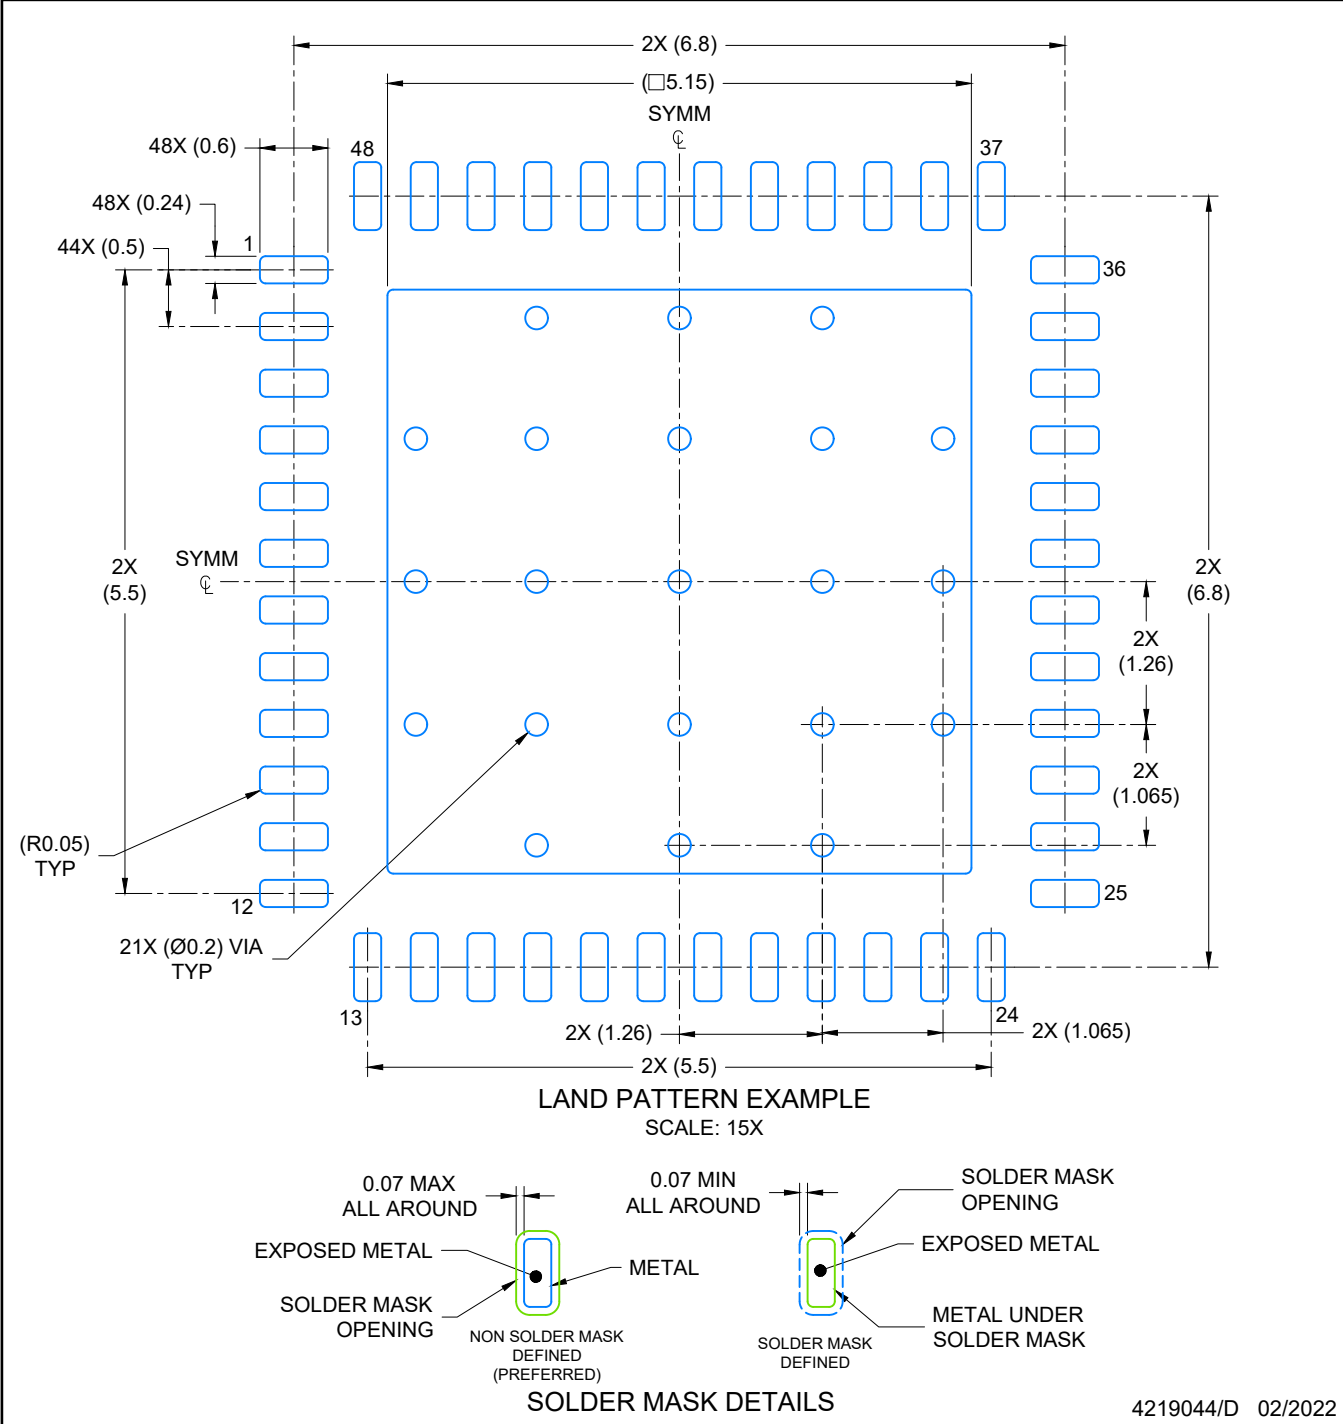 2X (6.8)
(□5.15)
SYMM
℄
48X (0.6)
48
37
48X (0.24)
44X (0.5)
1
36
SYMM
℄
2X
(5.5)
2X
(6.8)
2X
(1.26)
2X
(1.065)
(R0.05)
TYP
12
25
21X (Ø0.2) VIA
TYP
13
24
2X (1.26)
2X (1.065)
2X (5.5)
LAND PATTERN EXAMPLE
SCALE: 15X
0.07 MAX
ALL AROUND
0.07 MIN
ALL AROUND
SOLDER MASK
OPENING
EXPOSED METAL
METAL
EXPOSED METAL
SOLDER MASK
OPENING
METAL UNDER
SOLDER MASK
NON SOLDER MASK
DEFINED
(PREFERRED)
SOLDER MASK
DEFINED
SOLDER MASK DETAILS
4219044/D 02/2022